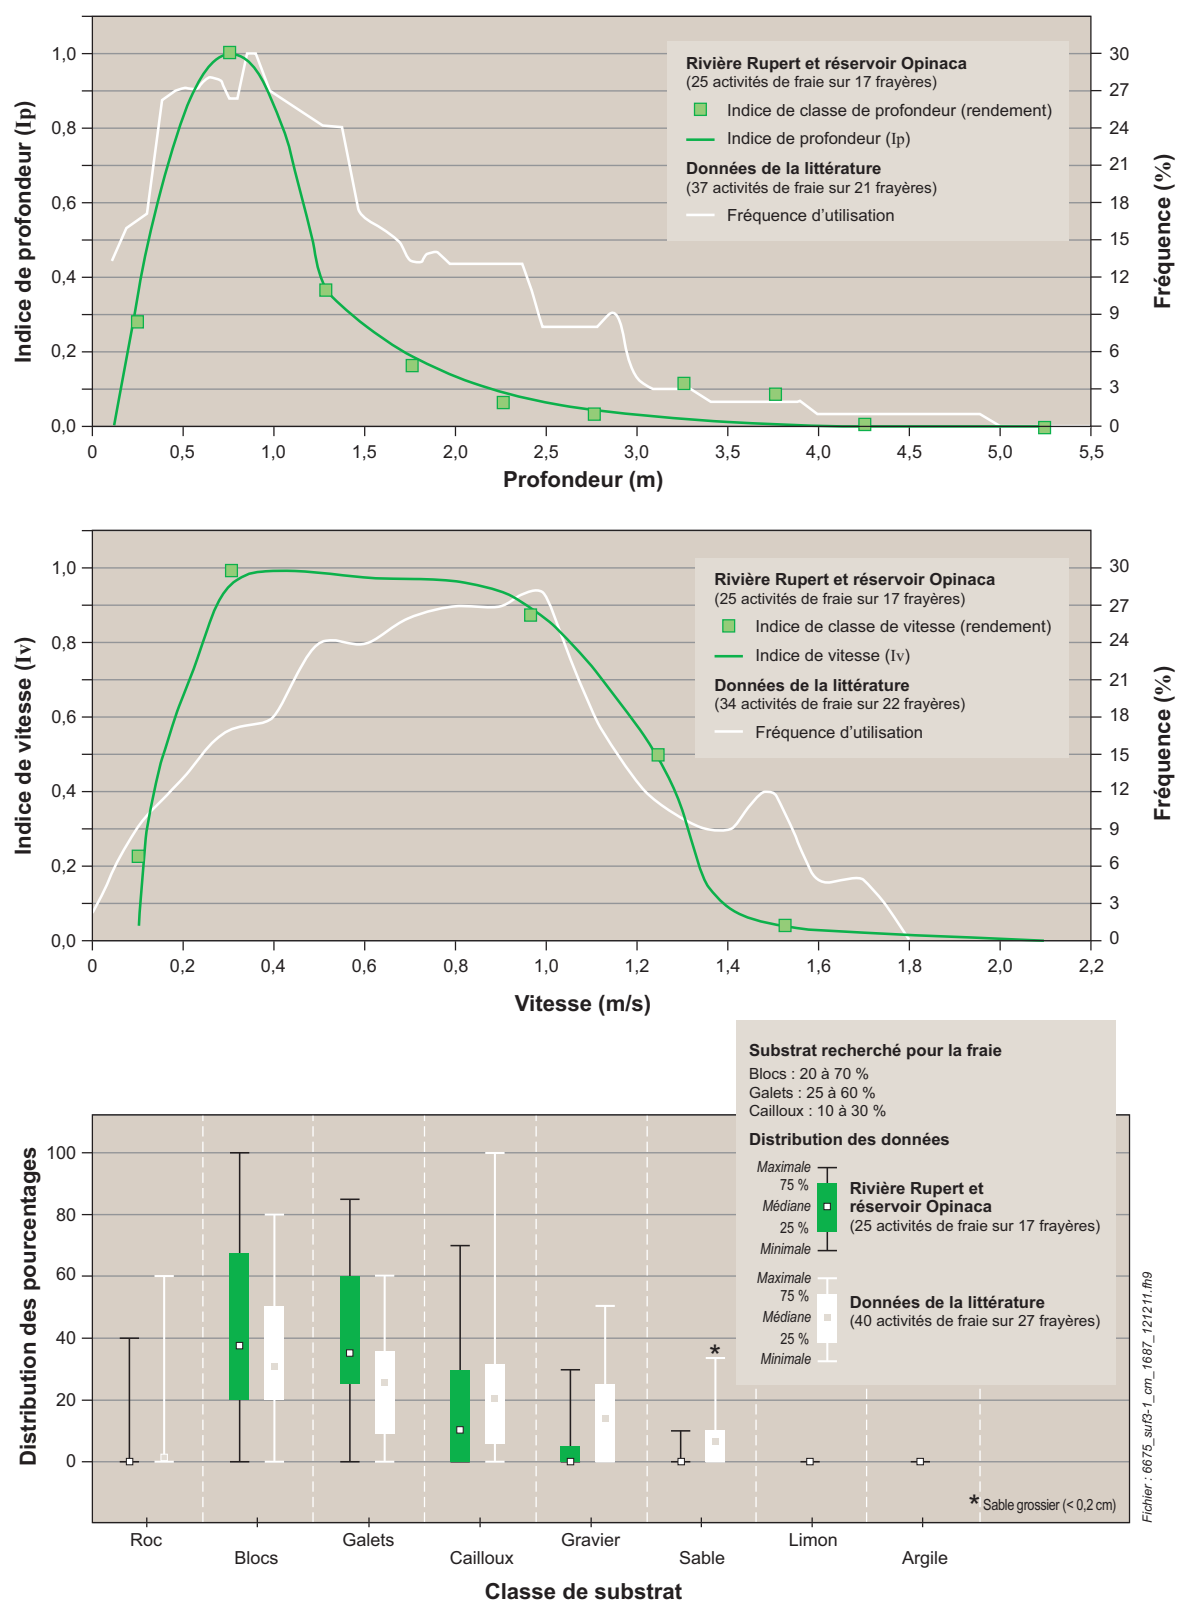 Rivière Rupert et réservoir Opinaca
(25 activités de fraie sur 17 frayères)
Indice de classe de profondeur (rendement)
Indice de profondeur (Ip)
Données de la littérature
(37 activités de fraie sur 21 frayères)
Fréquence d'utilisation
Indice de profondeur (Ip)
1,0
0,8
0,6
0,4
0,2
0,0
Fréquence (%)
30
27
24
21
18
15
12
9
6
3
0
0 0,5 1,0 1,5 2,0 2,5 3,0 3,5 4,0 4,5 5,0 5,5
Profondeur (m)
Rivière Rupert et réservoir Opinaca
(25 activités de fraie sur 17 frayères)
Indice de classe de vitesse (rendement)
Indice de vitesse (Iv)
Données de la littérature
(34 activités de fraie sur 22 frayères)
Fréquence d'utilisation
Indice de vitesse (Iv)
1,0
0,8
0,6
0,4
0,2
0,0
Fréquence (%)
30
27
24
21
18
15
12
9
6
3
0
0 0,2 0,4 0,6 0,8 1,0 1,2 1,4 1,6 1,8 2,0 2,2
Vitesse (m/s)
Substrat recherché pour la fraie
Blocs : 20 à 70 %
Galets : 25 à 60 %
Cailloux : 10 à 30 %
Distribution des données
Maximale
75 %
Médiane
25 %
Minimale
Rivière Rupert et
réservoir Opinaca
(25 activités de fraie sur 17 frayères)
Maximale
75 %
Médiane
25 %
Minimale
Données de la littérature
(40 activités de fraie sur 27 frayères)
Distribution des pourcentages
100
80
60
40
20
0
*
* Sable grossier (< 0,2 cm)
Roc
Blocs
Galets
Cailloux
Gravier
Sable
Limon
Argile
Classe de substrat
Fichier : 6675_suf3-1_cm_1687_121211.fh9